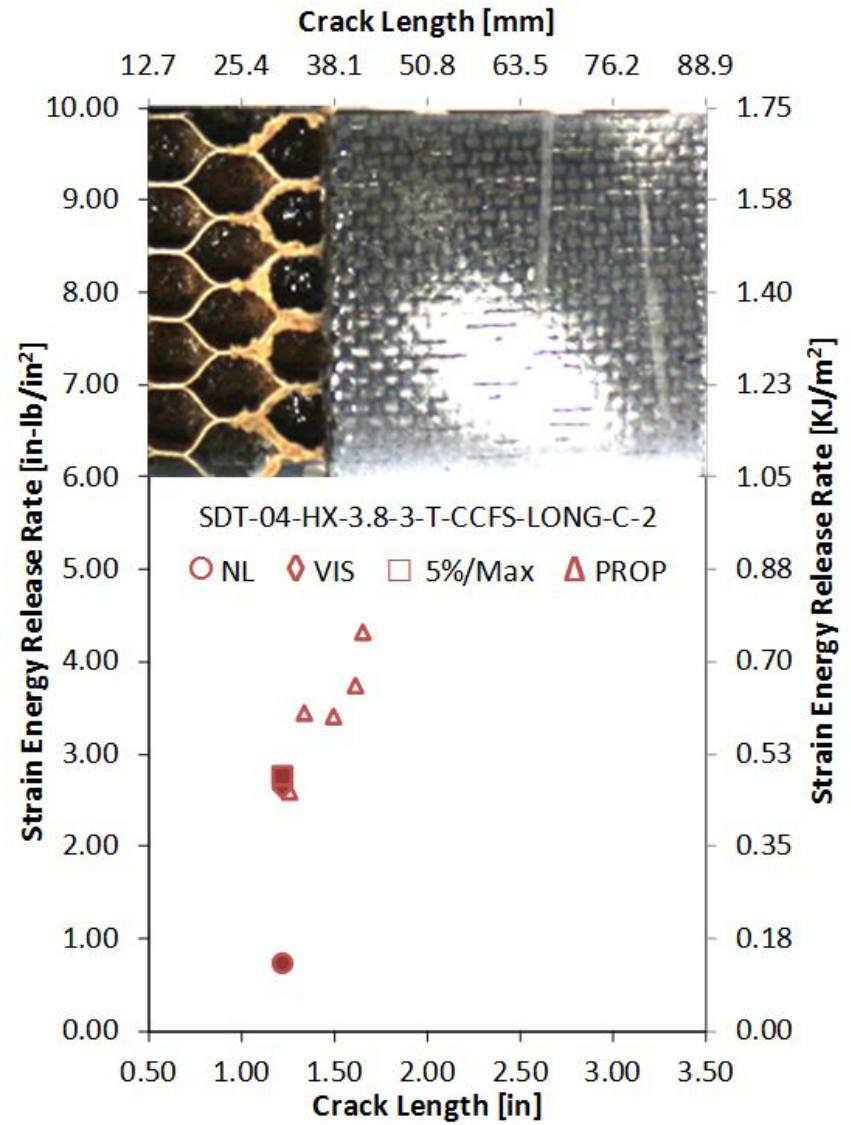 Crack Length [mm]
12.7 25.4 38.1 50.8 63.5 76.2 88.9
10.00 1.75
9.00 1.58
8.00 1.40
7.00 1.23
6.00 1.05
5.00 0.88
4.00 0.70
3.00 0.53
2.00 0.35
1.00 0.18
0.00 0.00
Strain Energy Release Rate [in-lb/in²]
Strain Energy Release Rate [KJ/m²]
SDT-04-HX-3.8-3-T-CCFS-LONG-C-2
NL VIS 5%/Max PROP
0.50 1.00 1.50 2.00 2.50 3.00 3.50
Crack Length [in]